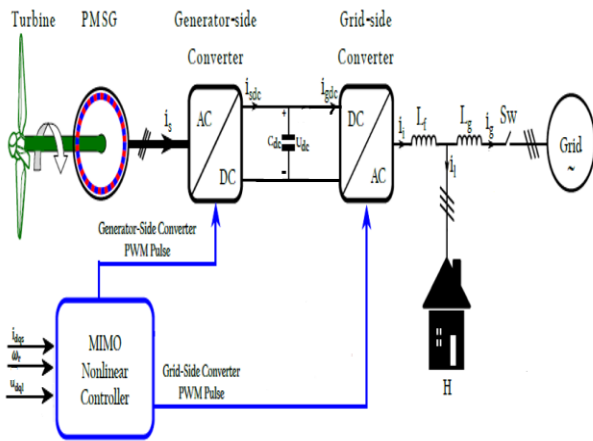 Turbine
PMSG
Generator-side
Converter
Grid-side
Converter
i_s
AC
DC
i_sdc
+
C_dc
U_dc
-
i_gdc
DC
AC
i_i
L_f
L_g
i_g
Sw
Grid
~
i_l
H
Generator-Side Converter
PWM Pulse
i_dqs
ω_r
u_dql
MIMO
Nonlinear
Controller
Grid-Side Converter
PWM Pulse